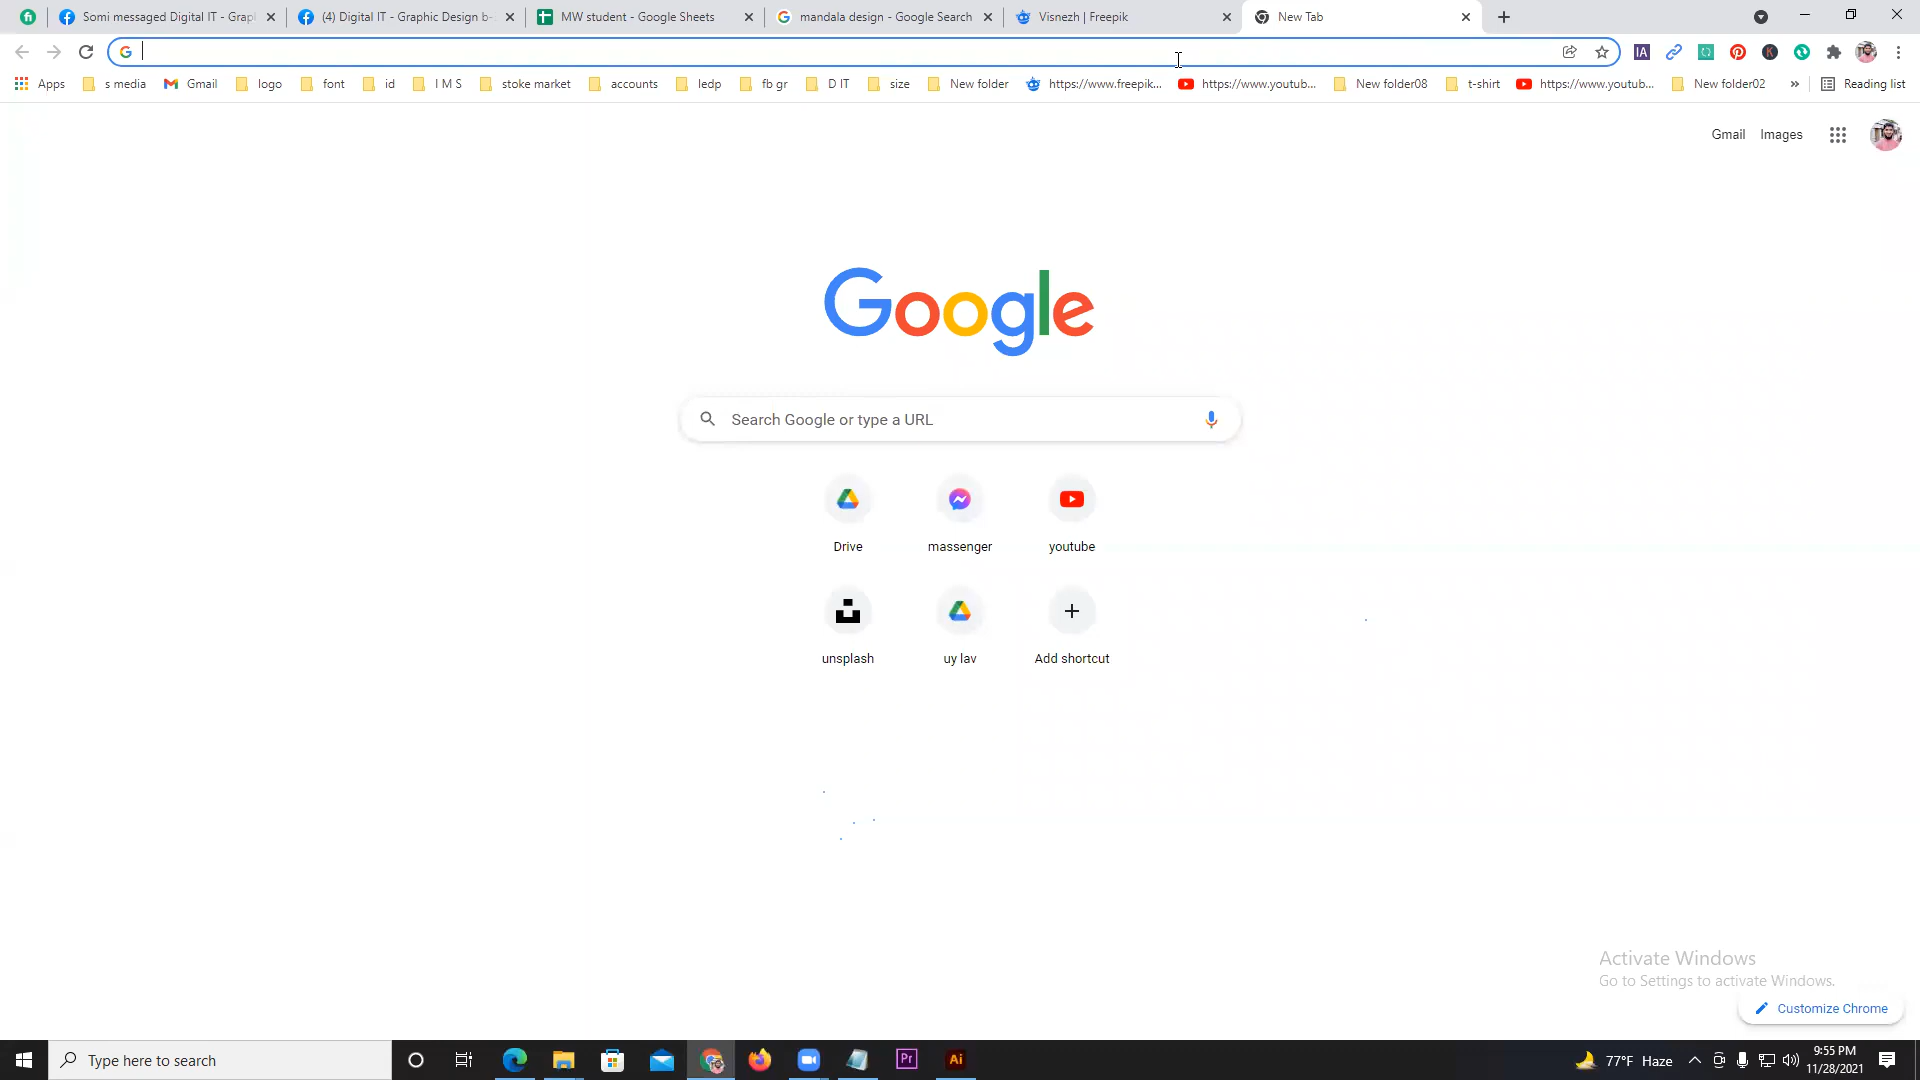 Somi messaged Digital IT - Grap
(4) Digital IT - Graphic Design b-
MW student - Google Sheets
mandala design - Google Search
Visnezh | Freepik
New Tab
Apps
s media
Gmail
logo
font
id
I M S
stoke market
accounts
ledp
fb gr
D IT
size
New folder
https://www.freepik...
https://www.youtub...
New folder08
t-shirt
https://www.youtub...
New folder02
»
Reading list
Gmail
Images
Google
Search Google or type a URL
Drive
massenger
youtube
unsplash
uy lav
Add shortcut
Activate Windows
Go to Settings to activate Windows.
Customize Chrome
Type here to search
Pr
Ai
77°F Haze
9:55 PM
11/28/2021